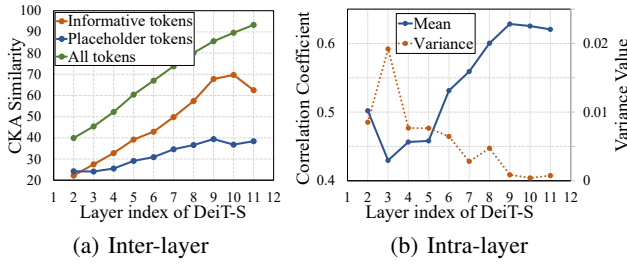 CKA Similarity
100
90
80
70
60
50
40
30
20
Informative tokens
Placeholder tokens
All tokens
1 2 3 4 5 6 7 8 9 10 11 12
Layer index of DeiT-S
(a) Inter-layer
Correlation Coefficient
0.6
0.5
0.4
Mean
Variance
0.02
0.01
0
Variance Value
1 2 3 4 5 6 7 8 9 10 11 12
Layer index of DeiT-S
(b) Intra-layer